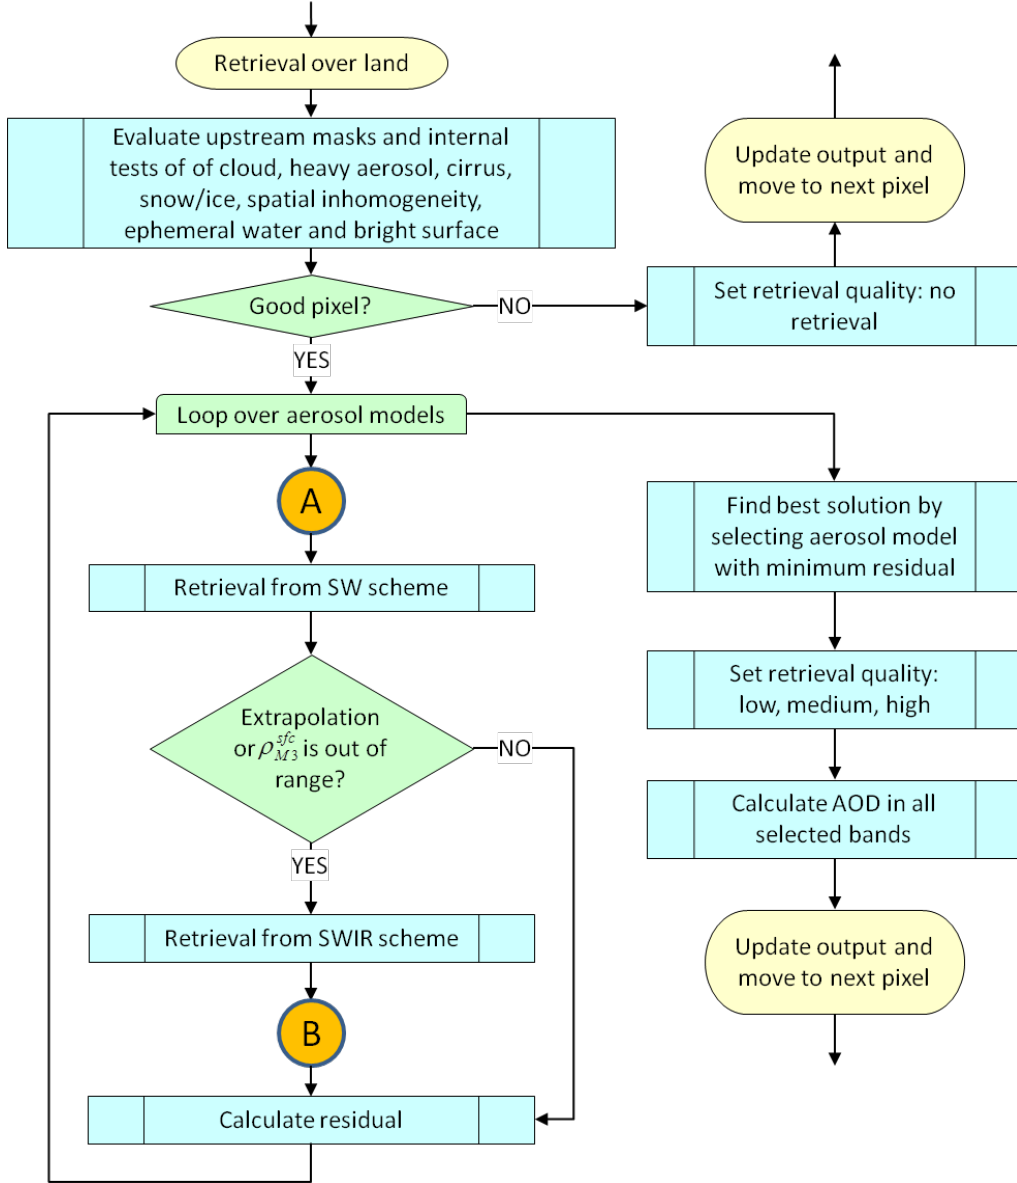 Retrieval over land
Evaluate upstream masks and internal
tests of of cloud, heavy aerosol, cirrus,
snow/ice, spatial inhomogeneity,
ephemeral water and bright surface
Good pixel?
NO
YES
Set retrieval quality: no
retrieval
Update output and
move to next pixel
Loop over aerosol models
A
Retrieval from SW scheme
Extrapolation
or ρ_{M3}^{sfc} is out of
range?
NO
YES
Retrieval from SWIR scheme
B
Calculate residual
Find best solution by
selecting aerosol model
with minimum residual
Set retrieval quality:
low, medium, high
Calculate AOD in all
selected bands
Update output and
move to next pixel